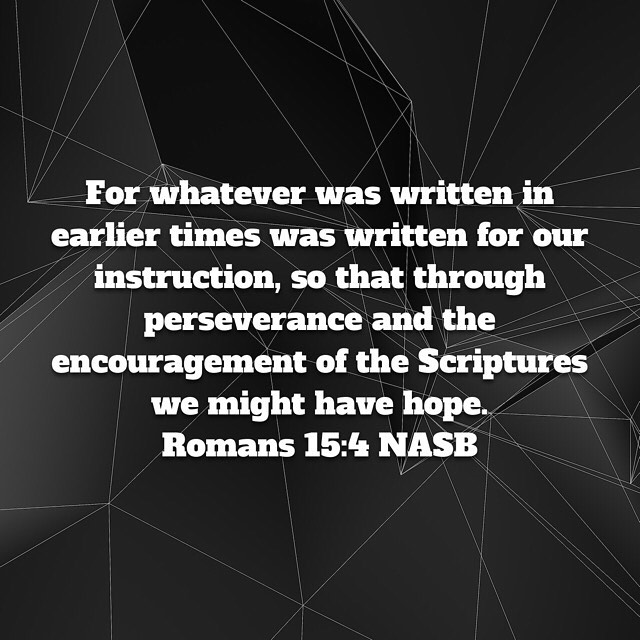 For whatever was written in
earlier times was written for our
instruction, so that through
perseverance and the
encouragement of the Scriptures
we might have hope.
Romans 15:4 NASB